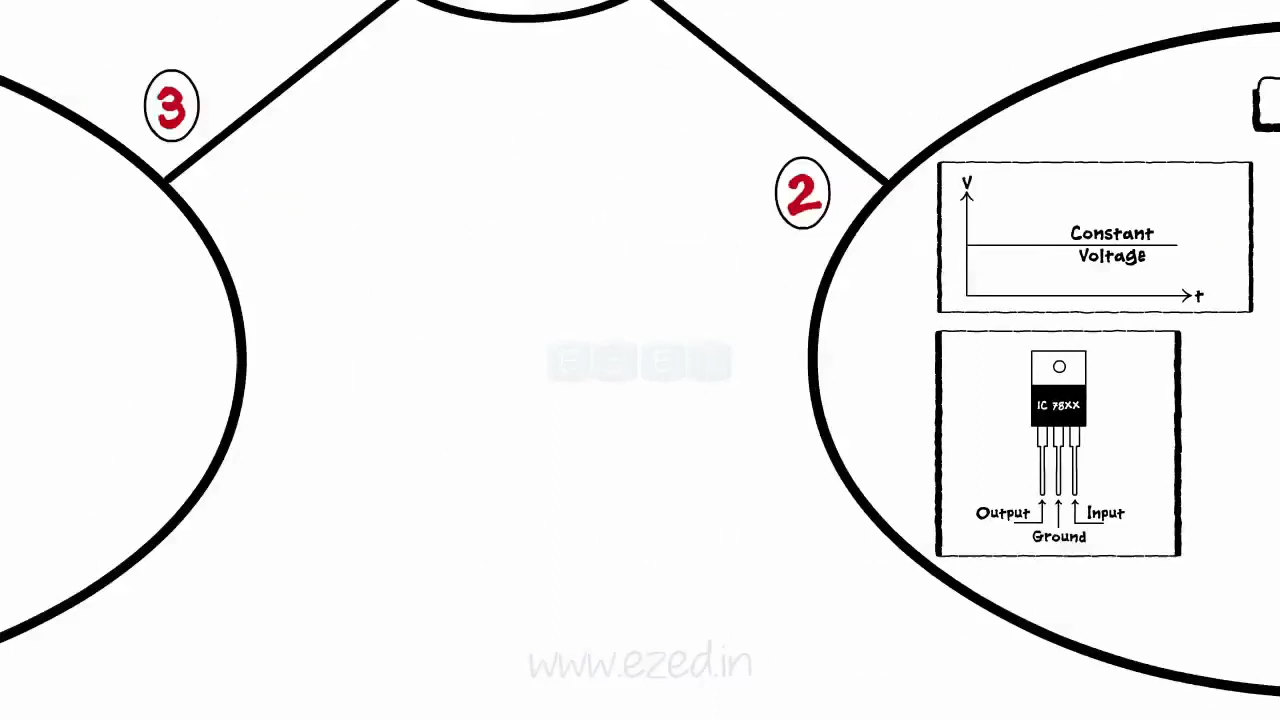 3
2
V
Constant
Voltage
t
IC 78XX
Output
Input
Ground
www.ezed.in